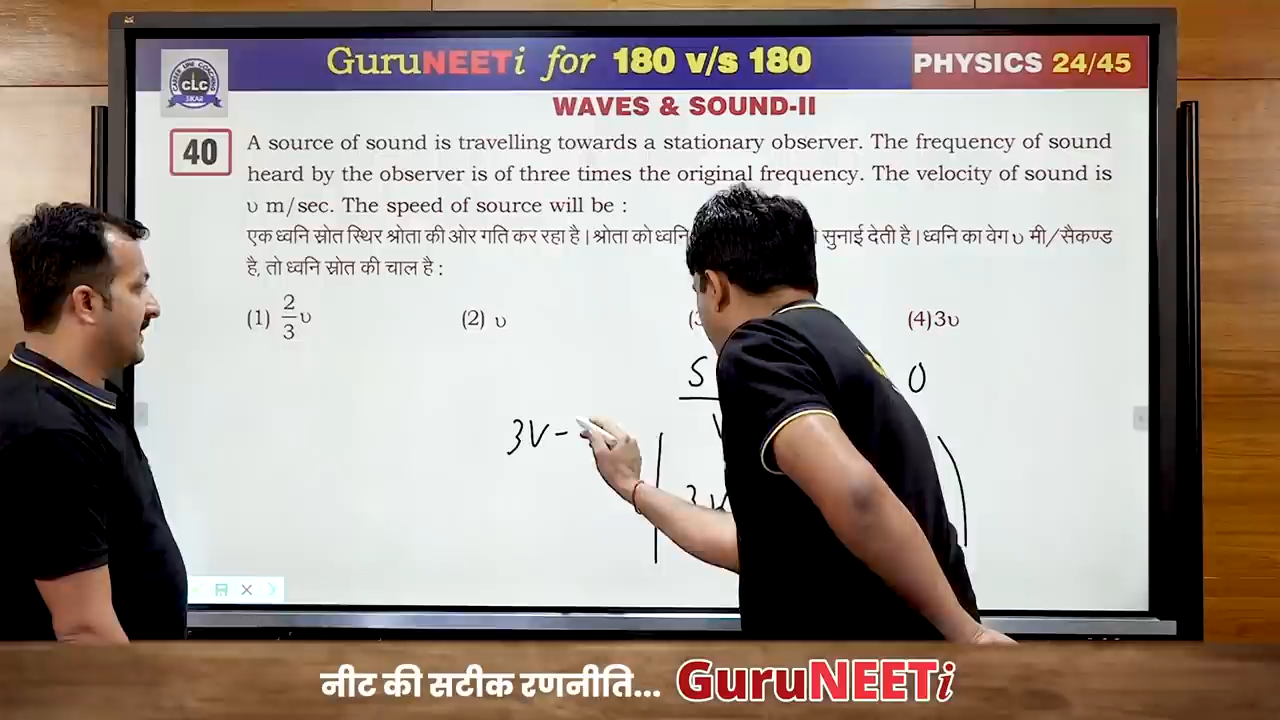 GuruNEETi for 180 v/s 180
PHYSICS 24/45
CLC
SIKAR
WAVES & SOUND-II
40
A source of sound is travelling towards a stationary observer. The frequency of sound
heard by the observer is of three times the original frequency. The velocity of sound is
υ m/sec. The speed of source will be :
एक ध्वनि स्रोत स्थिर श्रोता की ओर गति कर रहा है। श्रोता को ध्वनि सुनाई देती है। ध्वनि का वेग υ मी/सैकण्ड
है, तो ध्वनि स्रोत की चाल है :
(1) 2/3 υ (2) υ (4) 3υ
S O
3V –
3V
नीट की सटीक रणनीति... GuruNEETi